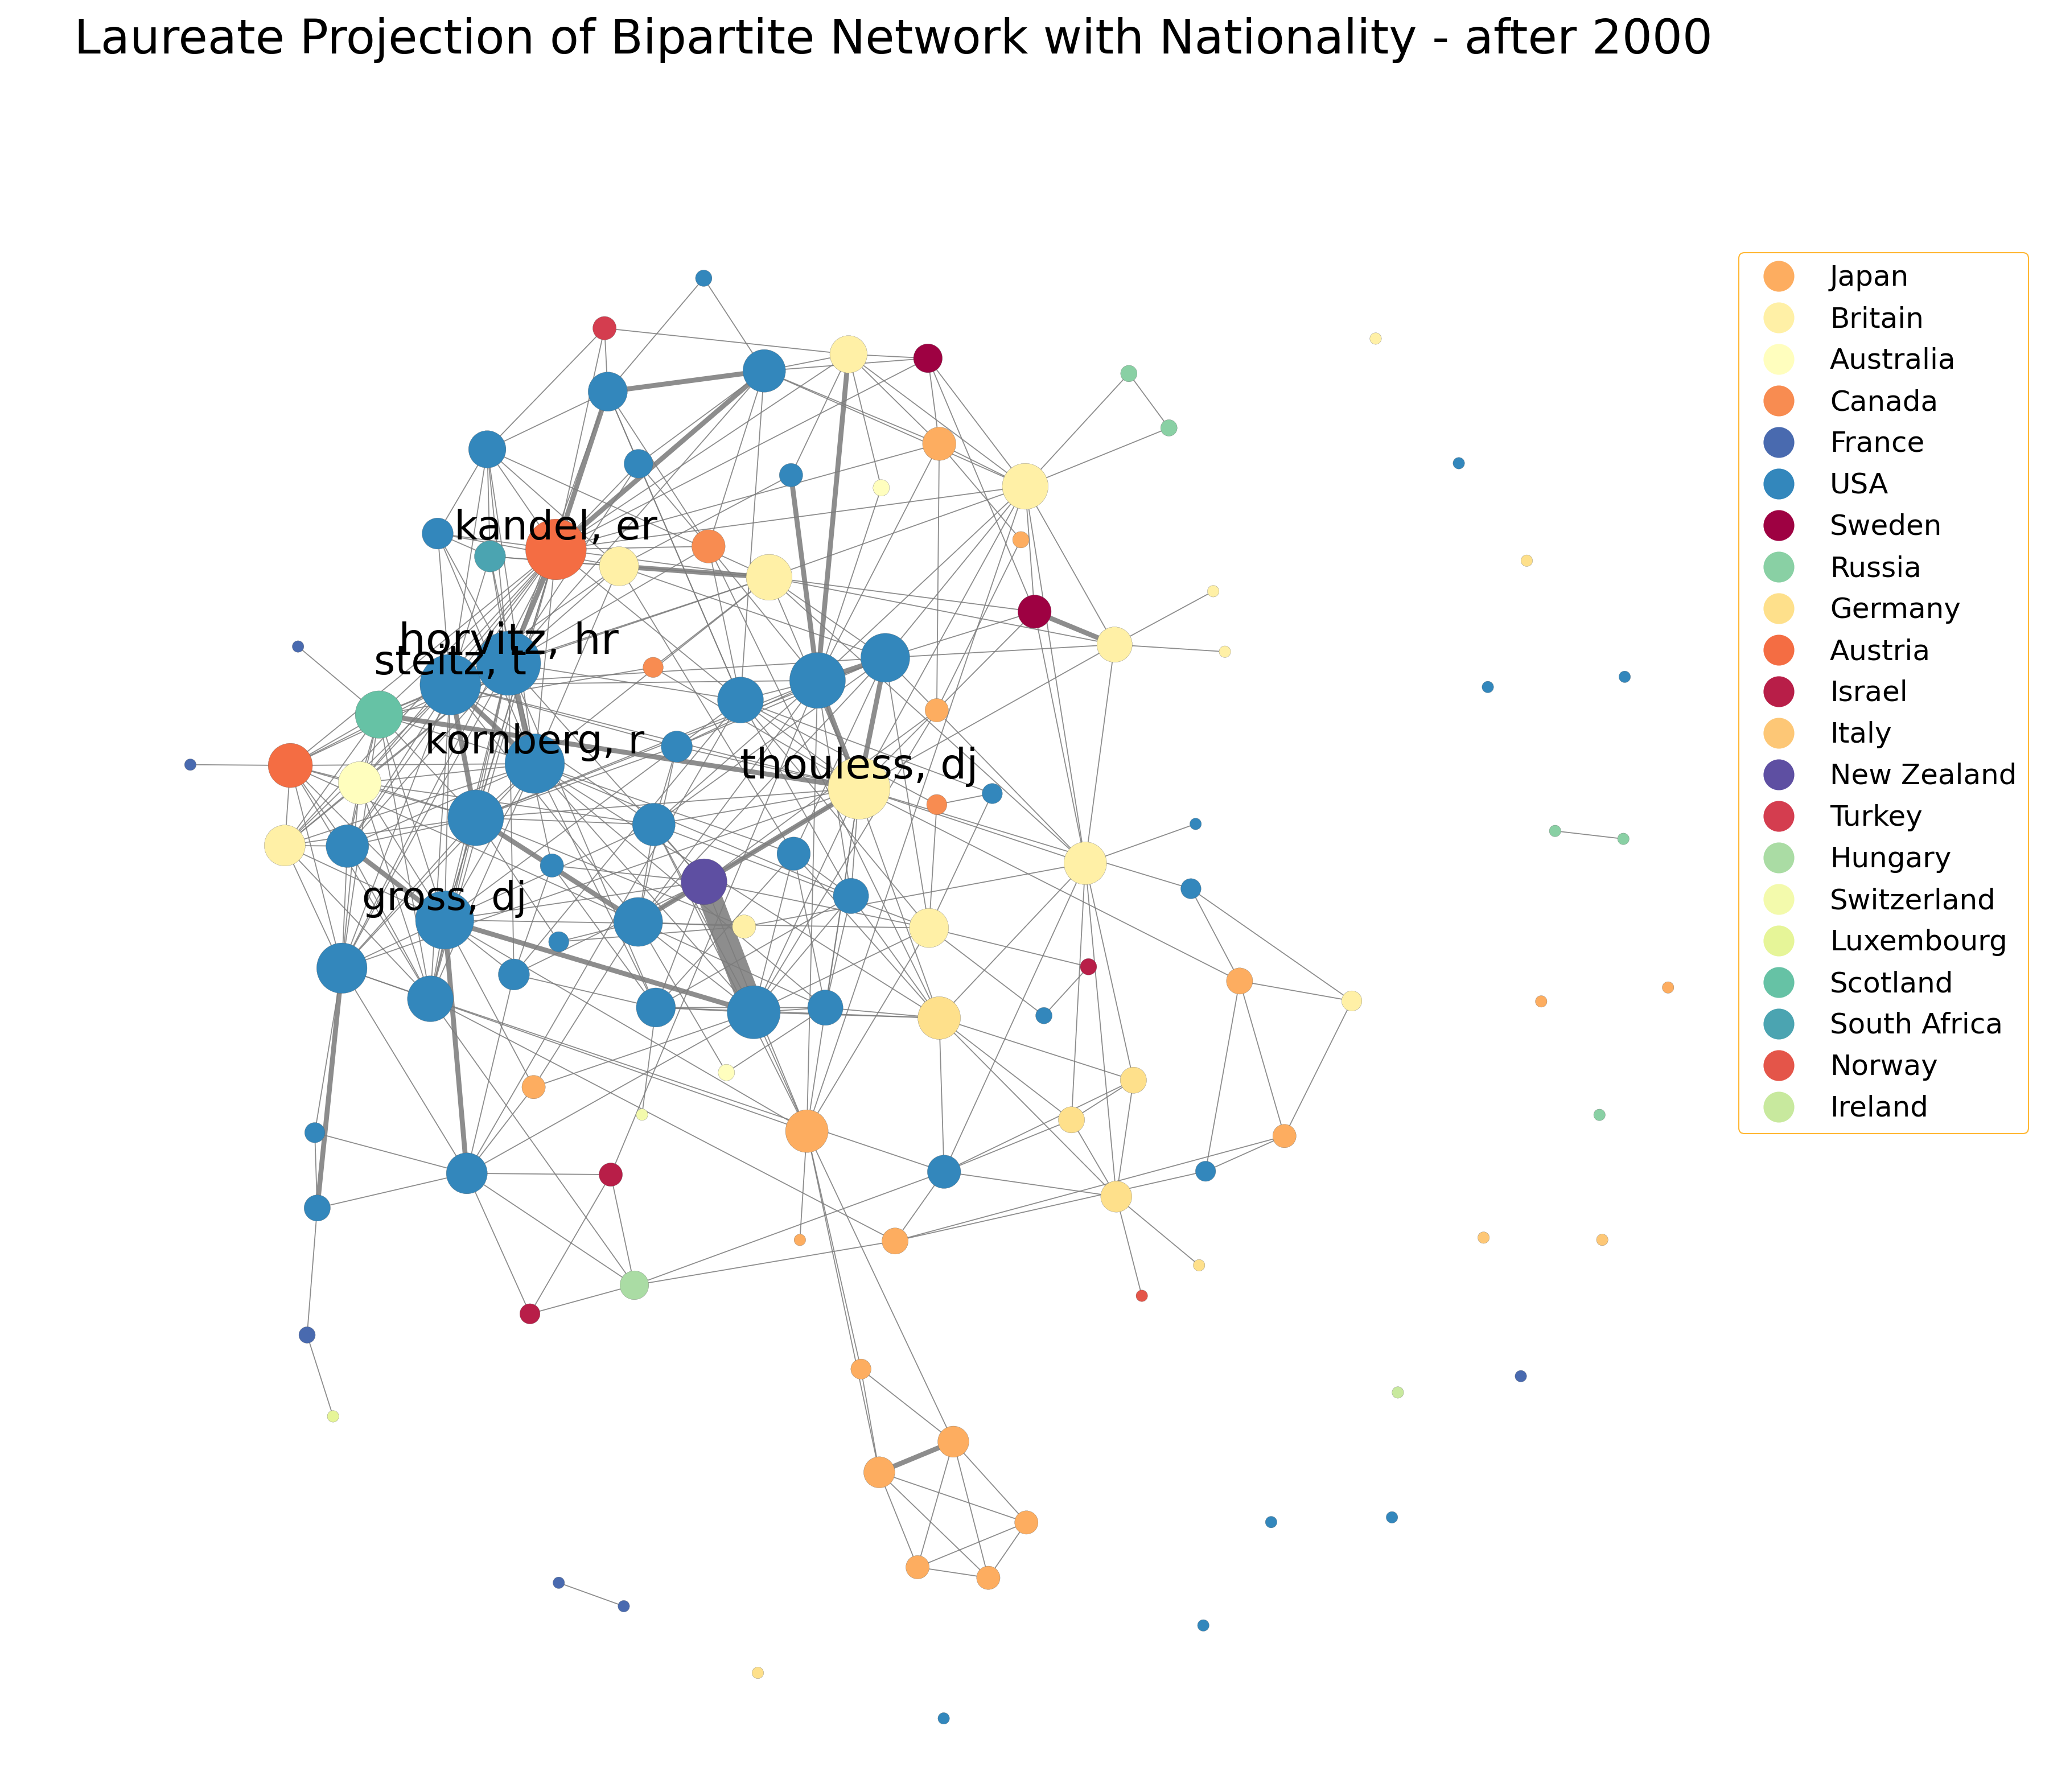 Laureate Projection of Bipartite Network with Nationality - after 2000
kandel, er
horvitz, hr
steitz, t
kornberg, r
thouless, dj
gross, dj
Japan
Britain
Australia
Canada
France
USA
Sweden
Russia
Germany
Austria
Israel
Italy
New Zealand
Turkey
Hungary
Switzerland
Luxembourg
Scotland
South Africa
Norway
Ireland